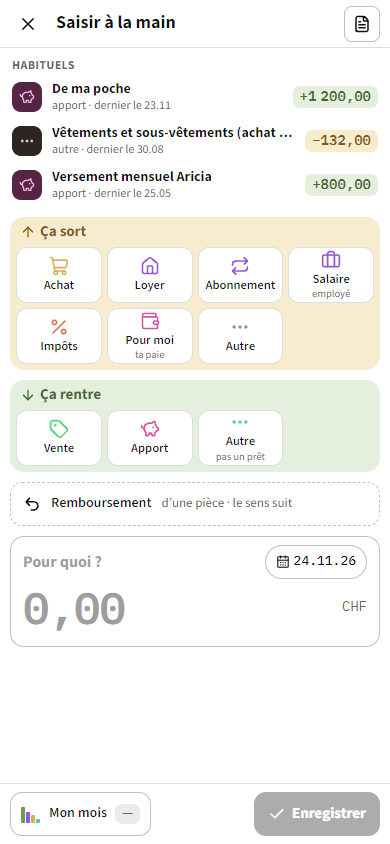 Saisir à la main
HABITUELS
De ma poche
apport · dernier le 23.11
+1 200,00
Vêtements et sous-vêtements (achat …
autre · dernier le 30.08
−132,00
Versement mensuel Aricia
apport · dernier le 25.05
+800,00
Ça sort
Achat
Loyer
Abonnement
Salaire
employé
Impôts
Pour moi
ta paie
Autre
Ça rentre
Vente
Apport
Autre
pas un prêt
Remboursement d’une pièce · le sens suit
Pour quoi ?
24.11.26
0,00
CHF
Mon mois —
Enregistrer